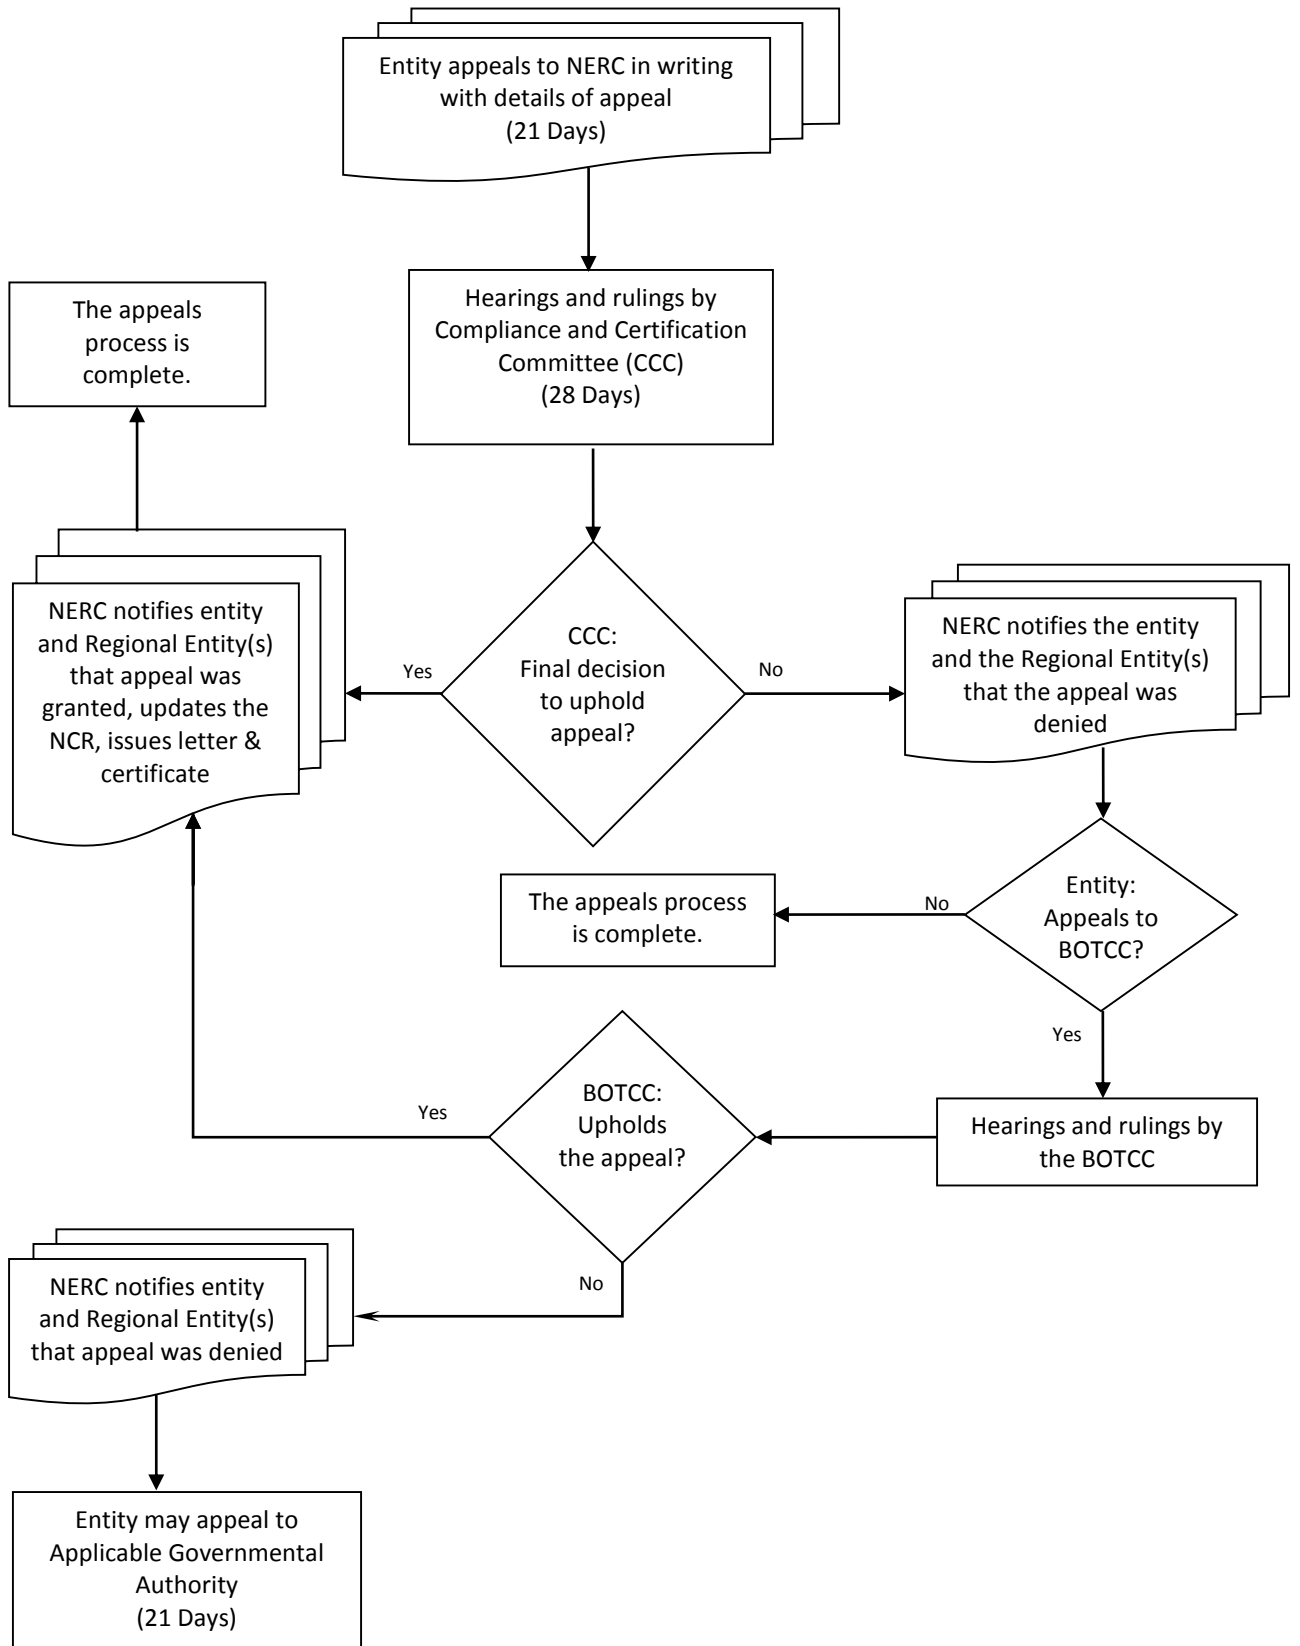 Entity appeals to NERC in writing
with details of appeal
(21 Days)
Hearings and rulings by
Compliance and Certification
Committee (CCC)
(28 Days)
The appeals
process is
complete.
NERC notifies entity
and Regional Entity(s)
that appeal was
granted, updates the
NCR, issues letter &
certificate
Yes
CCC:
Final decision
to uphold
appeal?
No
NERC notifies the entity
and the Regional Entity(s)
that the appeal was
denied
The appeals process
is complete.
No
Entity:
Appeals to
BOTCC?
Yes
Yes
BOTCC:
Upholds
the appeal?
Hearings and rulings by
the BOTCC
No
NERC notifies entity
and Regional Entity(s)
that appeal was denied
Entity may appeal to
Applicable Governmental
Authority
(21 Days)